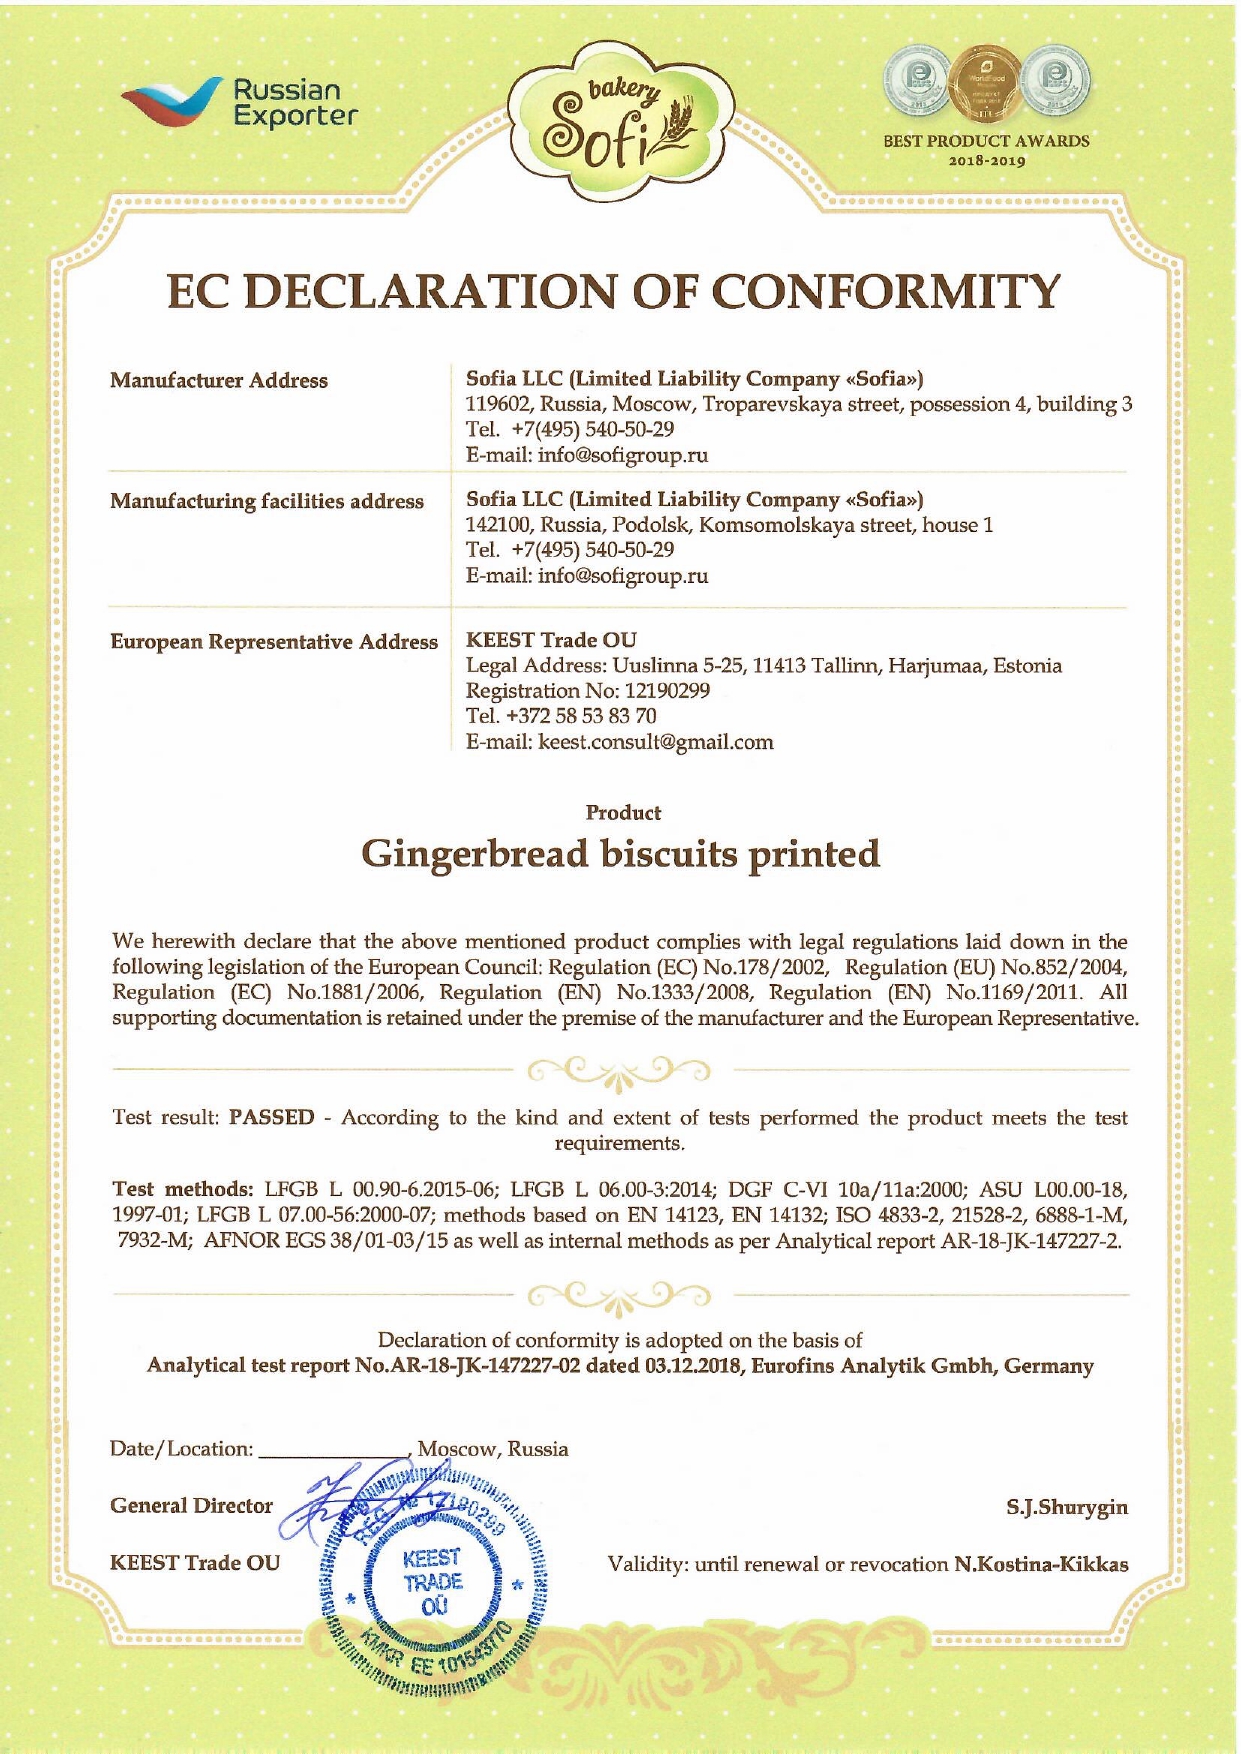 Russian
Exporter
bakery
Sofi
WorldFood
BEST PRODUCT AWARDS
2018-2019
EC DECLARATION OF CONFORMITY
Manufacturer Address
Sofia LLC (Limited Liability Company «Sofia»)
119602, Russia, Moscow, Troparevskaya street, possession 4, building 3
Tel. +7(495) 540-50-29
E-mail: info@sofigroup.ru
Manufacturing facilities address
Sofia LLC (Limited Liability Company «Sofia»)
142100, Russia, Podolsk, Komsomolskaya street, house 1
Tel. +7(495) 540-50-29
E-mail: info@sofigroup.ru
European Representative Address
KEEST Trade OU
Legal Address: Uuslinna 5-25, 11413 Tallinn, Harjumaa, Estonia
Registration No: 12190299
Tel. +372 58 53 83 70
E-mail: keest.consult@gmail.com
Product
Gingerbread biscuits printed
We herewith declare that the above mentioned product complies with legal regulations laid down in the
following legislation of the European Council: Regulation (EC) No.178/2002, Regulation (EU) No.852/2004,
Regulation (EC) No.1881/2006, Regulation (EN) No.1333/2008, Regulation (EN) No.1169/2011. All
supporting documentation is retained under the premise of the manufacturer and the European Representative.
Test result: PASSED - According to the kind and extent of tests performed the product meets the test
requirements.
Test methods: LFGB L 00.90-6.2015-06; LFGB L 06.00-3:2014; DGF C-VI 10a/11a:2000; ASU L00.00-18,
1997-01; LFGB L 07.00-56:2000-07; methods based on EN 14123, EN 14132; ISO 4833-2, 21528-2, 6888-1-M,
7932-M; AFNOR EGS 38/01-03/15 as well as internal methods as per Analytical report AR-18-JK-147227-2.
Declaration of conformity is adopted on the basis of
Analytical test report No.AR-18-JK-147227-02 dated 03.12.2018, Eurofins Analytik Gmbh, Germany
Date/Location: ______________, Moscow, Russia
General Director
S.J.Shurygin
KEEST Trade OU
Validity: until renewal or revocation N.Kostina-Kikkas
REG № 12190299
KEEST
TRADE
OÜ
KMKR EE 101543770